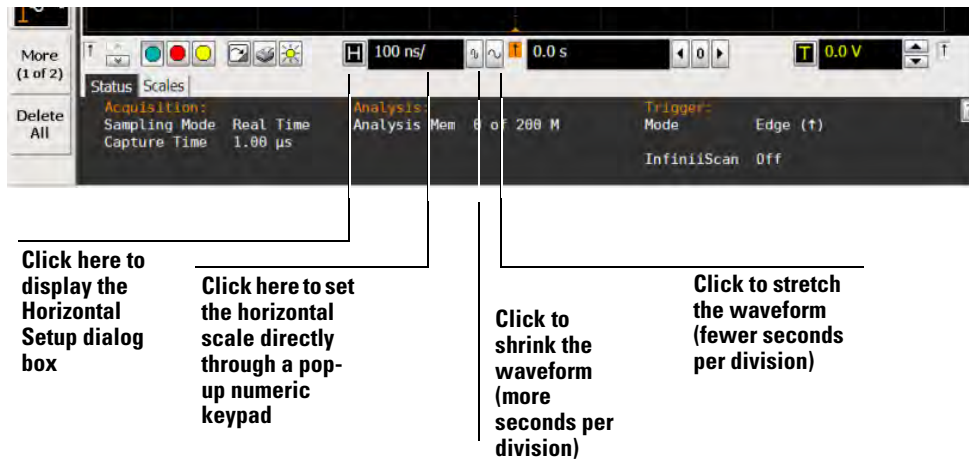 More
(1 of 2)
Delete
All
H 100 ns/ 0.0 s 0 T 0.0 V
Status Scales
Acquisition: Analysis: Trigger:
Sampling Mode Real Time Analysis Mem 0 of 200 M Mode Edge (↑)
Capture Time 1.00 µs
InfiniiScan Off
Click here to
display the
Horizontal
Setup dialog
box
Click here to set
the horizontal
scale directly
through a pop-
up numeric
keypad
Click to
shrink the
waveform
(more
seconds per
division)
Click to stretch
the waveform
(fewer seconds
per division)